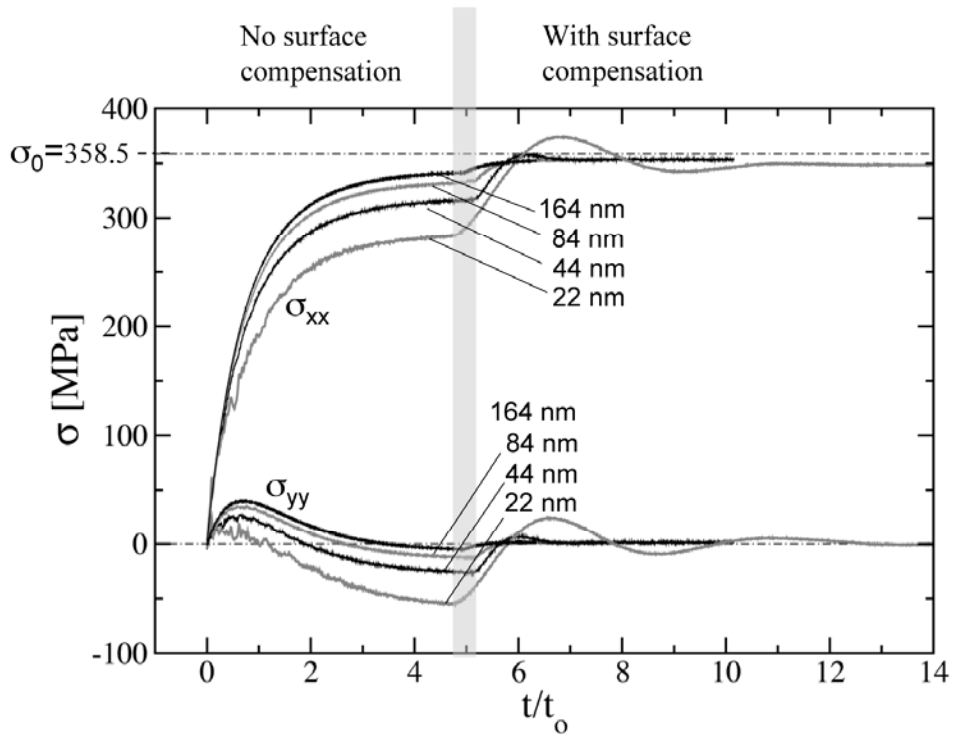 No surface
compensation
With surface
compensation
400
σ₀=358.5
300
200
100
0
-100
σ [MPa]
164 nm
84 nm
44 nm
22 nm
σxx
164 nm
84 nm
44 nm
22 nm
σyy
0 2 4 6 8 10 12 14
t/to